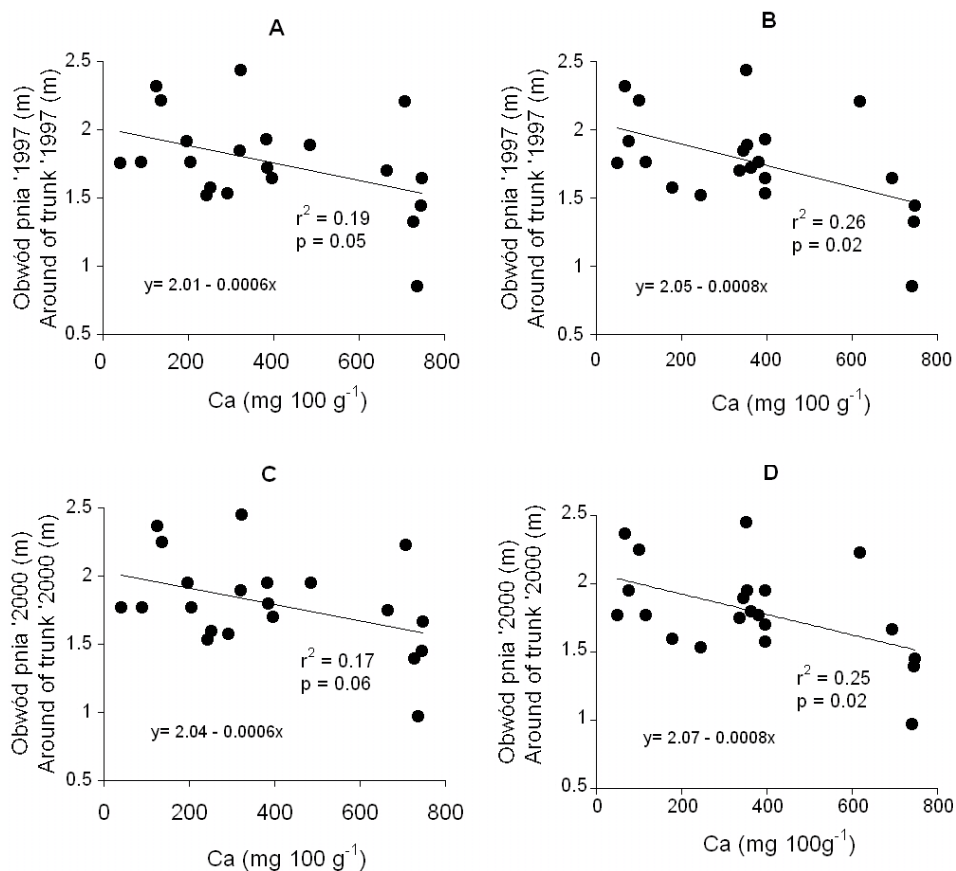 A
Obwód pnia '1997 (m)
Around of trunk '1997 (m)
2.5
2
1.5
1
0.5
0
200
400
600
800
r² = 0.19
p = 0.05
y= 2.01 - 0.0006x
Ca (mg 100 g⁻¹)
B
Obwód pnia '1997 (m)
Around of trunk '1997 (m)
2.5
2
1.5
1
0.5
0
200
400
600
800
r² = 0.26
p = 0.02
y= 2.05 - 0.0008x
Ca (mg 100 g⁻¹)
C
Obwód pnia '2000 (m)
Around of trunk '2000 (m)
2.5
2
1.5
1
0.5
0
200
400
600
800
r² = 0.17
p = 0.06
y= 2.04 - 0.0006x
Ca (mg 100 g⁻¹)
D
Obwód pnia '2000 (m)
Around of trunk '2000 (m)
2.5
2
1.5
1
0.5
0
200
400
600
800
r² = 0.25
p = 0.02
y= 2.07 - 0.0008x
Ca (mg 100g⁻¹)